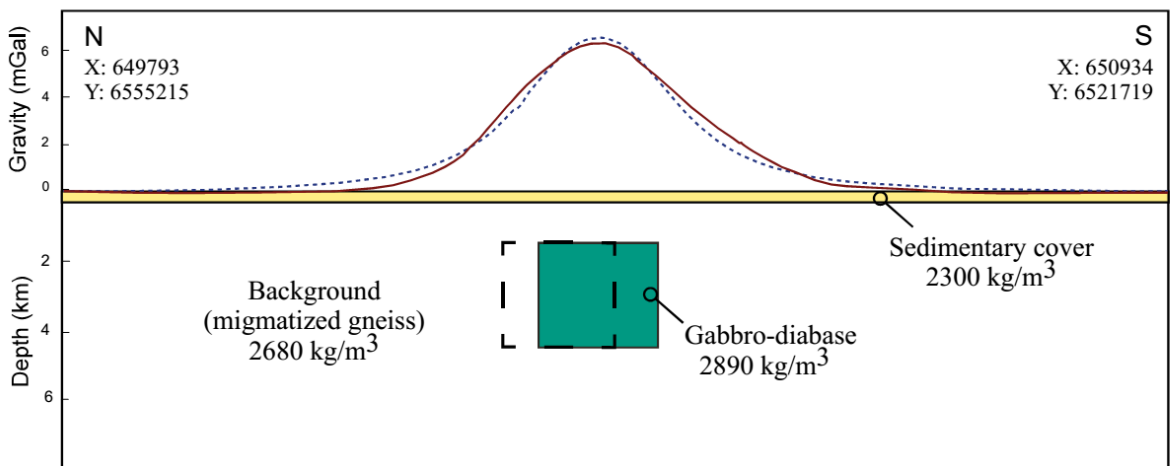 N
X: 649793
Y: 6555215
S
X: 650934
Y: 6521719
Gravity (mGal)
6
4
2
0
Sedimentary cover
2300 kg/m³
Depth (km)
2
4
6
Background
(migmatized gneiss)
2680 kg/m³
Gabbro-diabase
2890 kg/m³